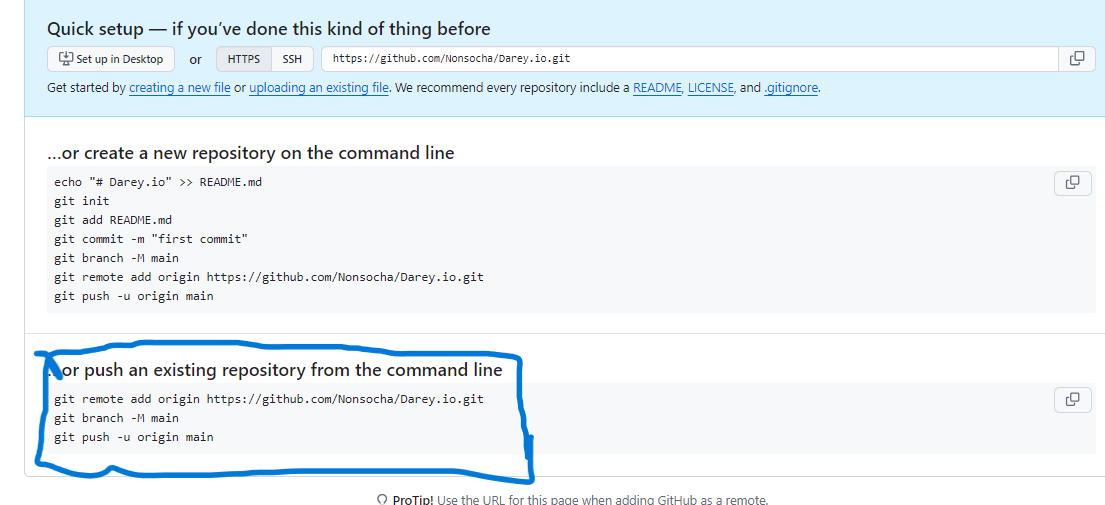 Quick setup — if you’ve done this kind of thing before
Set up in Desktop or HTTPS SSH https://github.com/Nonsocha/Darey.io.git
Get started by creating a new file or uploading an existing file. We recommend every repository include a README, LICENSE, and .gitignore.
…or create a new repository on the command line
echo "# Darey.io" >> README.md
git init
git add README.md
git commit -m "first commit"
git branch -M main
git remote add origin https://github.com/Nonsocha/Darey.io.git
git push -u origin main
…or push an existing repository from the command line
git remote add origin https://github.com/Nonsocha/Darey.io.git
git branch -M main
git push -u origin main
ProTip! Use the URL for this page when adding GitHub as a remote.